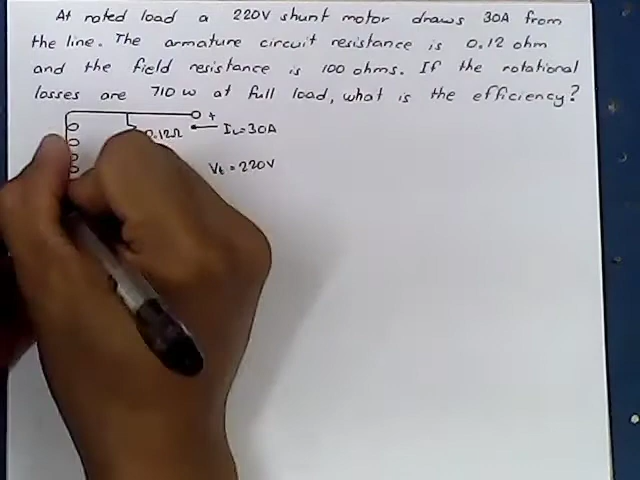 At rated load a 220V shunt motor draws 30A from
the line. The armature circuit resistance is 0.12 ohm
and the field resistance is 100 ohms. If the rotational
losses are 710 w at full load, what is the efficiency?
+
0.12Ω
IL=30A
Vt = 220V